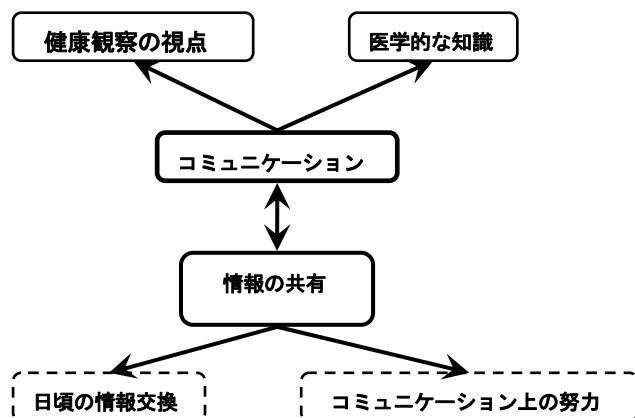 健康観察の視点
医学的な知識
コミュニケーション
情報の共有
日頃の情報交換
コミュニケーション上の努力